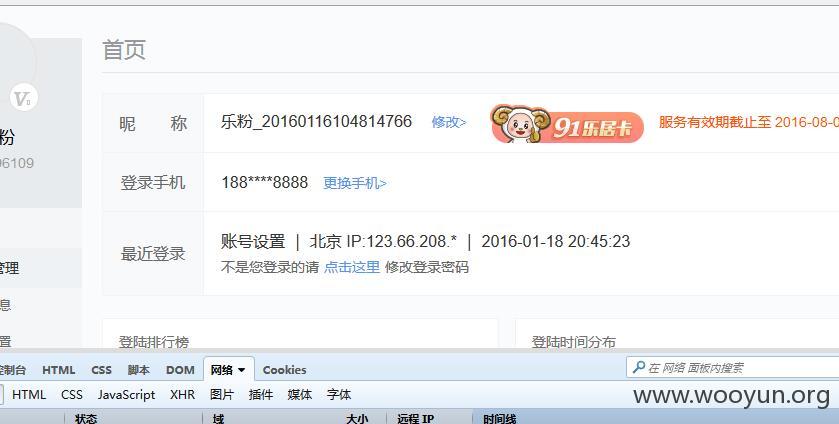 首页
昵 称 乐粉_20160116104814766 修改> 91乐居卡 服务有效期截止至 2016-08-0
粉
登录手机 188****8888 更换手机>
96109
最近登录 账号设置 | 北京 IP:123.66.208.* | 2016-01-18 20:45:23
不是您登录的请 点击这里 修改登录密码
管理
息
置
登陆排行榜 登陆时间分布
控制台 HTML CSS 脚本 DOM 网络 Cookies 在 网络 面板内搜索
HTML CSS JavaScript XHR 图片 插件 媒体 字体
www.wooyun.org
状态 域 大小 远程 IP 时间线